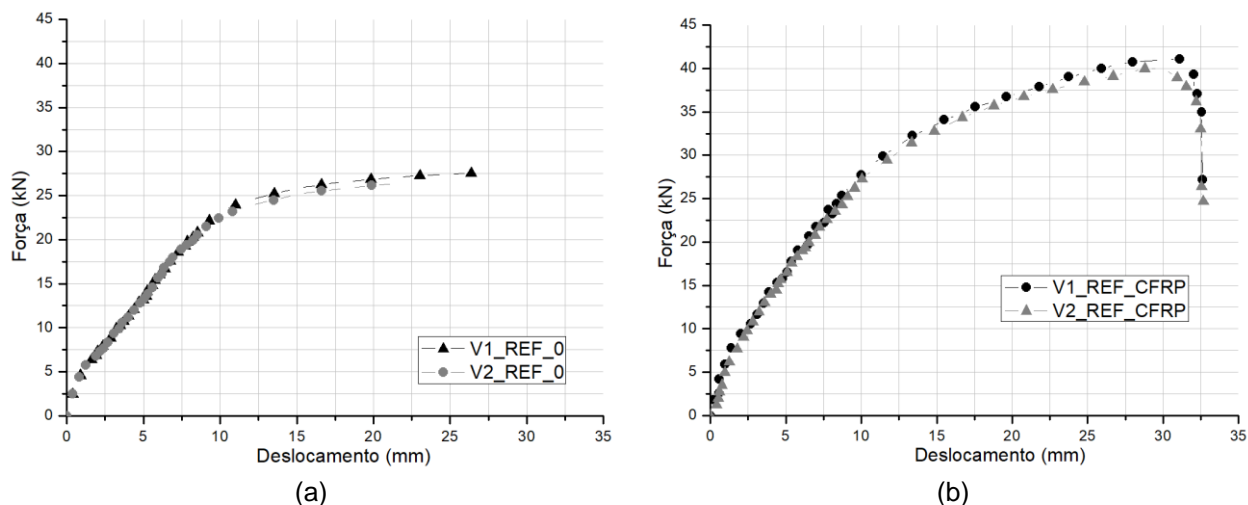 45
40
35
30
25
20
15
10
5
0
Força (kN)
V1_REF_0
V2_REF_0
0 5 10 15 20 25 30 35
Deslocamento (mm)
(a)
45
40
35
30
25
20
15
10
5
0
Força (kN)
V1_REF_CFRP
V2_REF_CFRP
0 5 10 15 20 25 30 35
Deslocamento (mm)
(b)